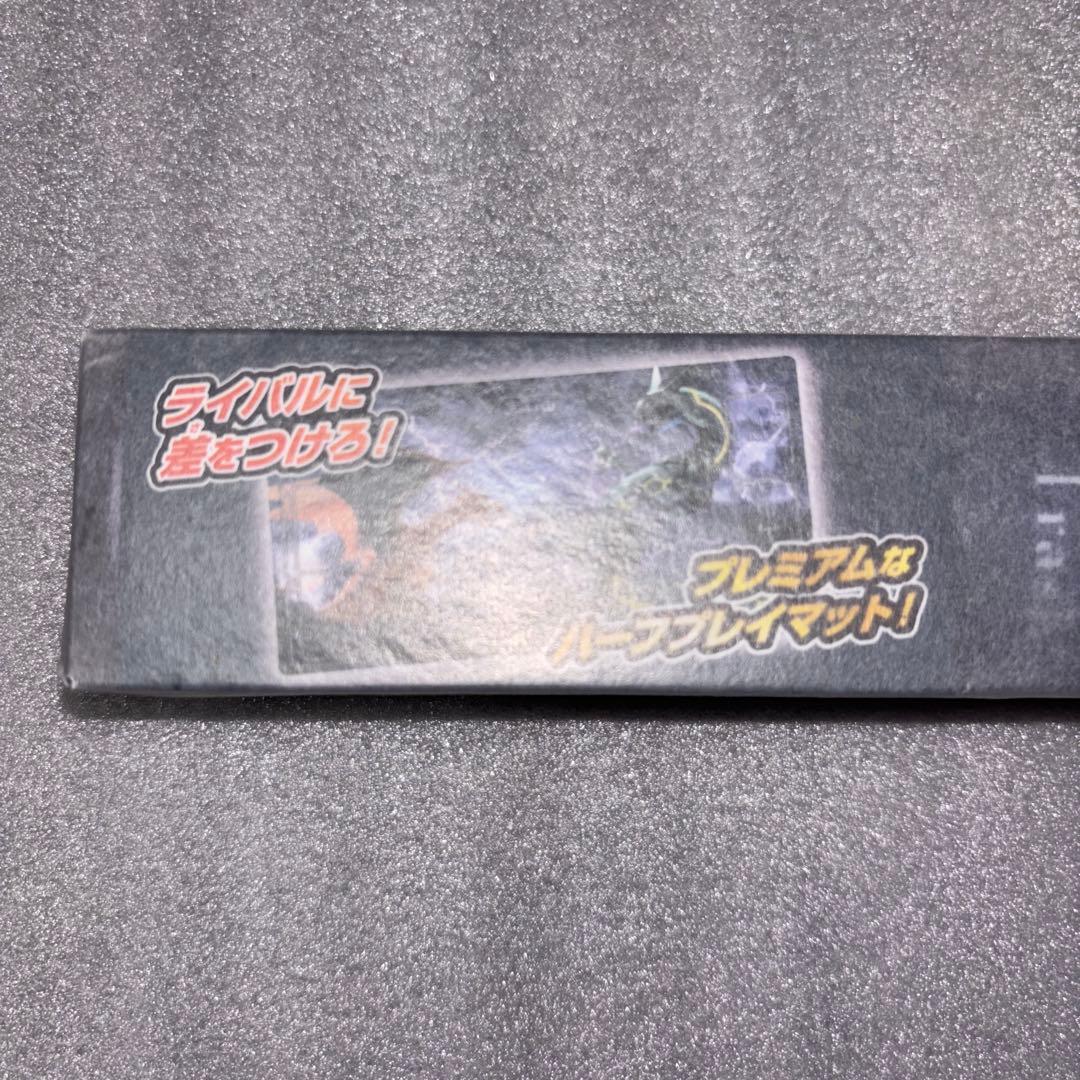 ライバルに
差をつけろ!
プレミアムな
ハーフプレイマット!